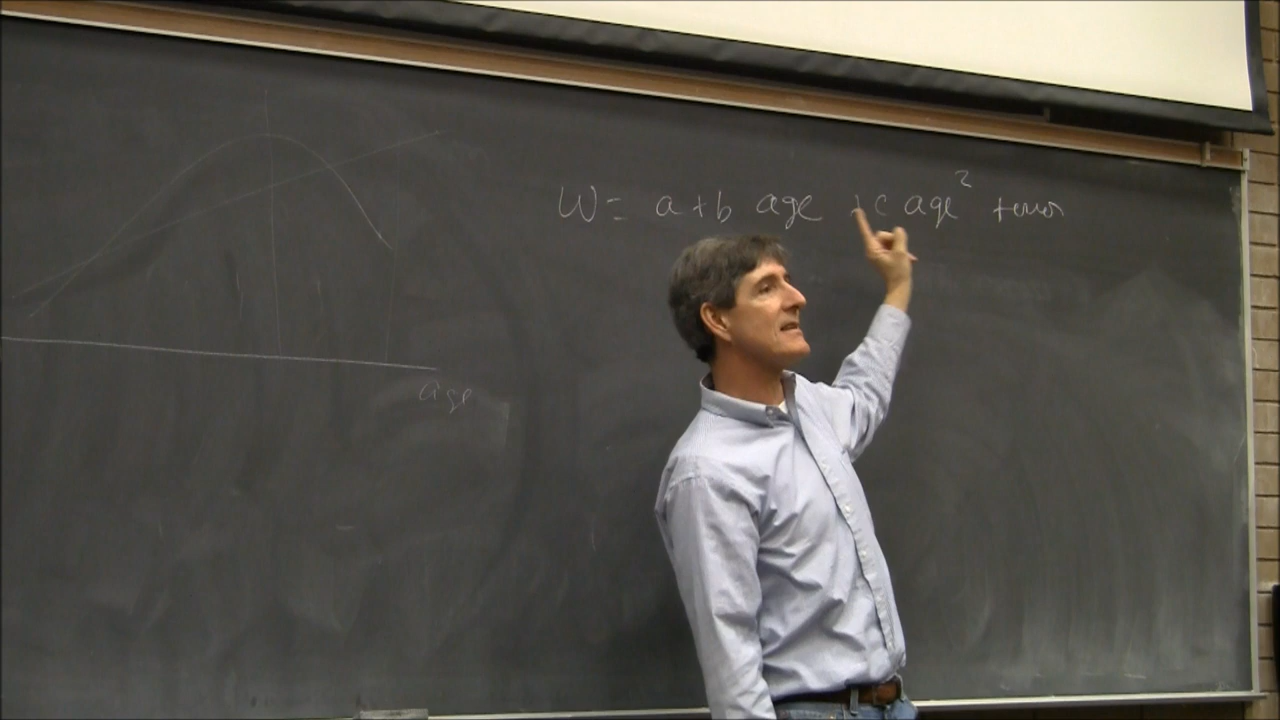 W = a + b age + c age² + error
age